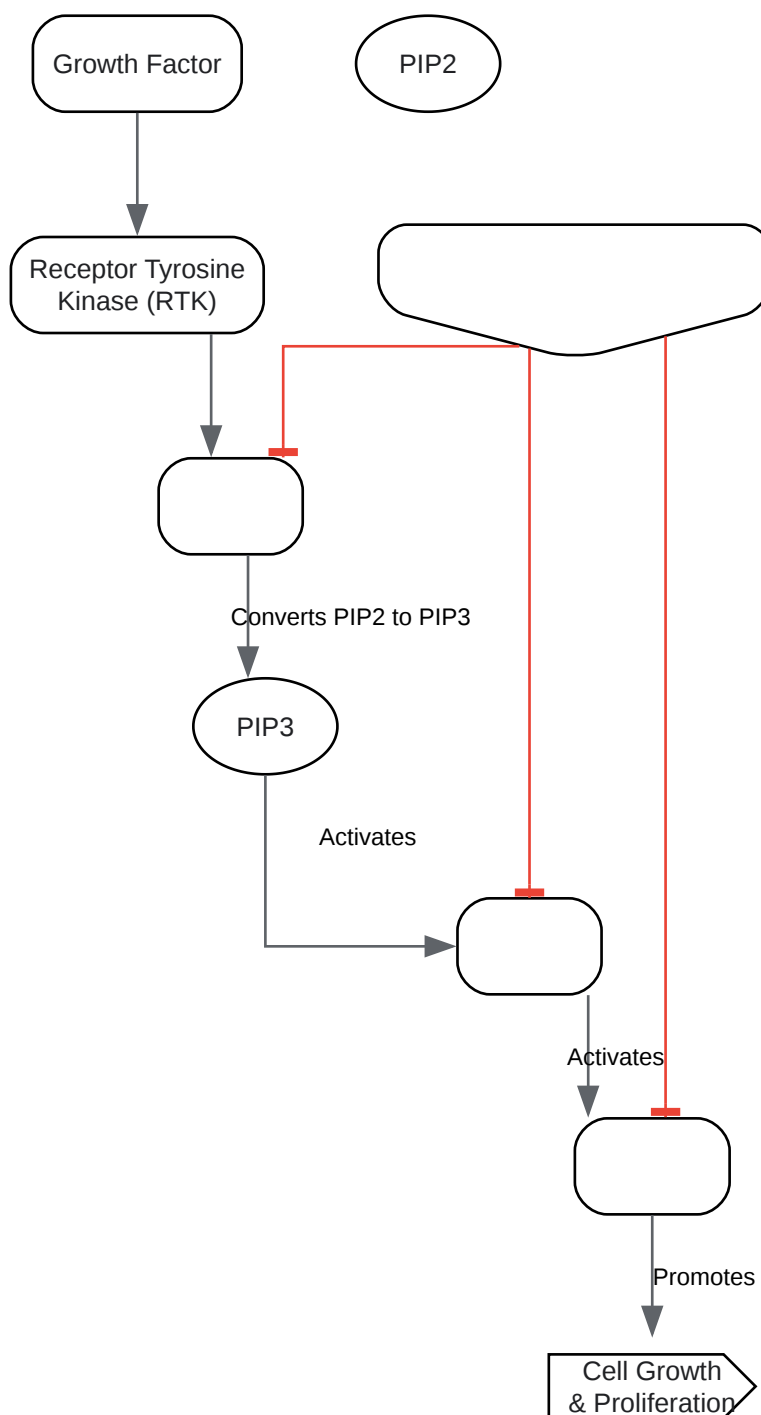 Growth Factor
PIP2
Receptor Tyrosine
Kinase (RTK)
Converts PIP2 to PIP3
PIP3
Activates
Activates
Promotes
Cell Growth
& Proliferation